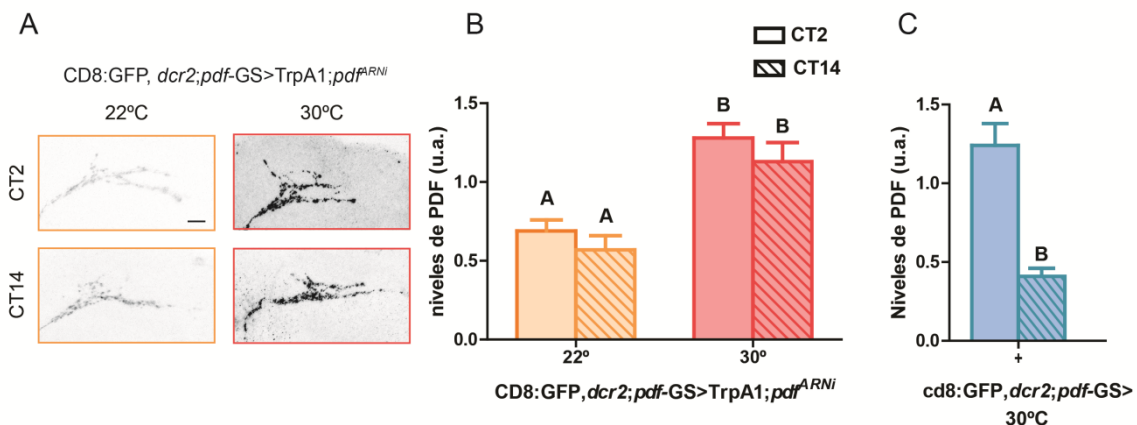 A
CD8:GFP, dcr2;pdf-GS>TrpA1;pdfARNi
22ºC
30ºC
CT2
CT14
B
CT2
CT14
niveles de PDF (u.a.)
1.5
1.0
0.5
0.0
A
A
B
B
22º
30º
CD8:GFP,dcr2;pdf-GS>TrpA1;pdfARNi
C
Niveles de PDF (u.a.)
1.5
1.0
0.5
0.0
A
B
+
cd8:GFP,dcr2;pdf-GS>
30ºC